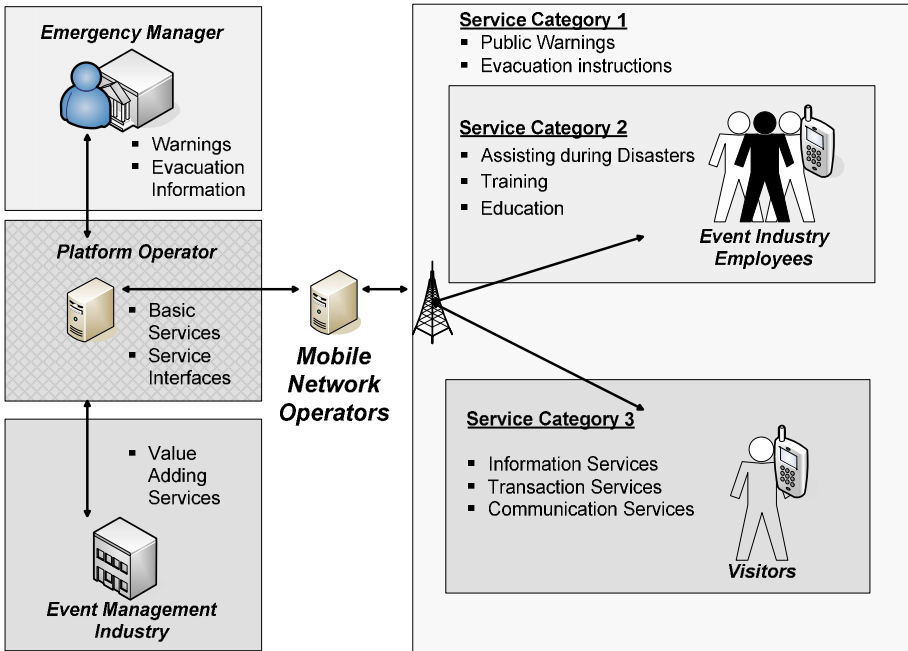 Emergency Manager
▪ Warnings
▪ Evacuation
Information
Platform Operator
▪ Basic
Services
▪ Service
Interfaces
▪ Value
Adding
Services
Event Management
Industry
Mobile
Network
Operators
Service Category 1
▪ Public Warnings
▪ Evacuation instructions
Service Category 2
▪ Assisting during Disasters
▪ Training
▪ Education
Event Industry
Employees
Service Category 3
▪ Information Services
▪ Transaction Services
▪ Communication Services
Visitors